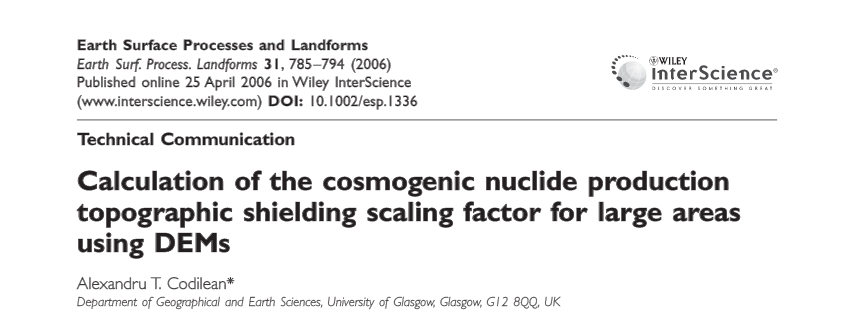 Earth Surface Processes and Landforms
Earth Surf. Process. Landforms 31, 785–794 (2006)
Published online 25 April 2006 in Wiley InterScience
(www.interscience.wiley.com) DOI: 10.1002/esp.1336
WILEY
InterScience®
DISCOVER SOMETHING GREAT
Technical Communication
Calculation of the cosmogenic nuclide production
topographic shielding scaling factor for large areas
using DEMs
Alexandru T. Codilean*
Department of Geographical and Earth Sciences, University of Glasgow, Glasgow, G12 8QQ, UK